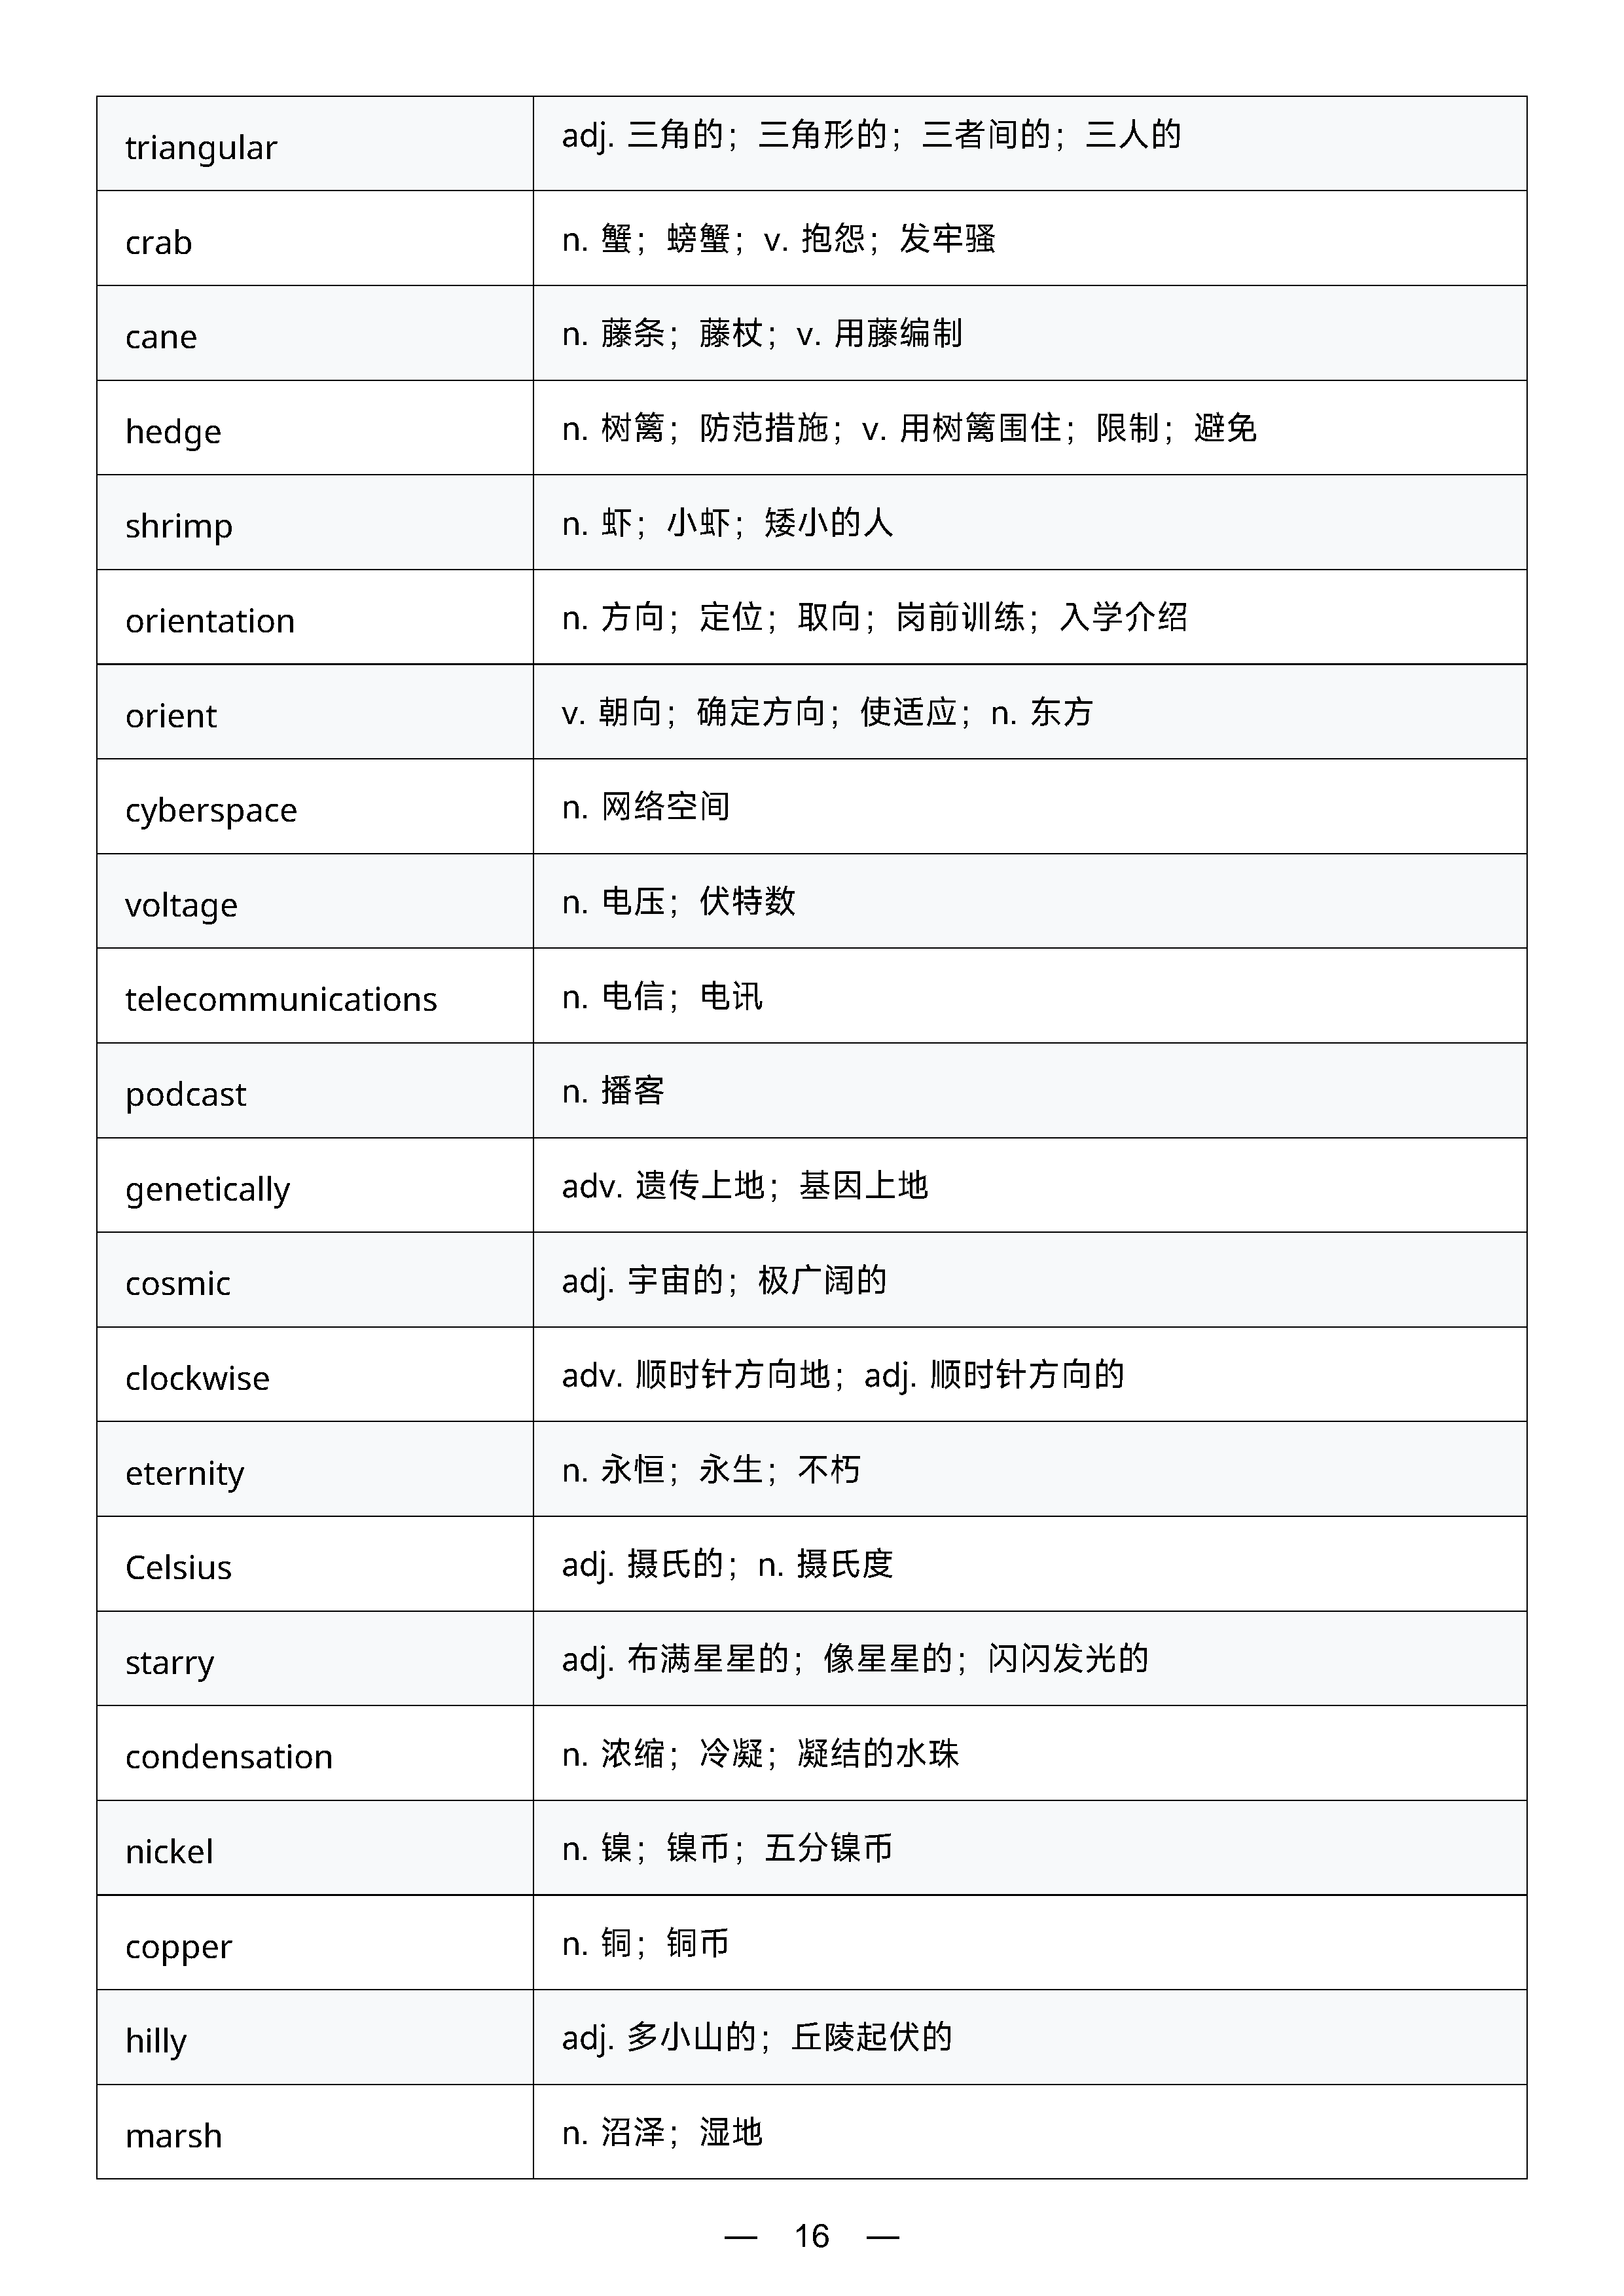 triangular adj. 三角的；三角形的；三者间的；三人的
crab n. 蟹；螃蟹；v. 抱怨；发牢骚
cane n. 藤条；藤杖；v. 用藤编制
hedge n. 树篱；防范措施；v. 用树篱围住；限制；避免
shrimp n. 虾；小虾；矮小的人
orientation n. 方向；定位；取向；岗前训练；入学介绍
orient v. 朝向；确定方向；使适应；n. 东方
cyberspace n. 网络空间
voltage n. 电压；伏特数
telecommunications n. 电信；电讯
podcast n. 播客
genetically adv. 遗传上地；基因上地
cosmic adj. 宇宙的；极广阔的
clockwise adv. 顺时针方向地；adj. 顺时针方向的
eternity n. 永恒；永生；不朽
Celsius adj. 摄氏的；n. 摄氏度
starry adj. 布满星星的；像星星的；闪闪发光的
condensation n. 浓缩；冷凝；凝结的水珠
nickel n. 镍；镍币；五分镍币
copper n. 铜；铜币
hilly adj. 多小山的；丘陵起伏的
marsh n. 沼泽；湿地
— 16 —